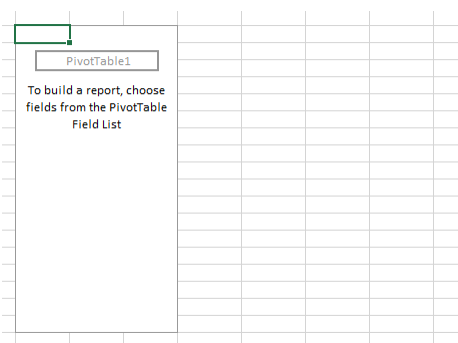 PivotTable1
To build a report, choose
fields from the PivotTable
Field List